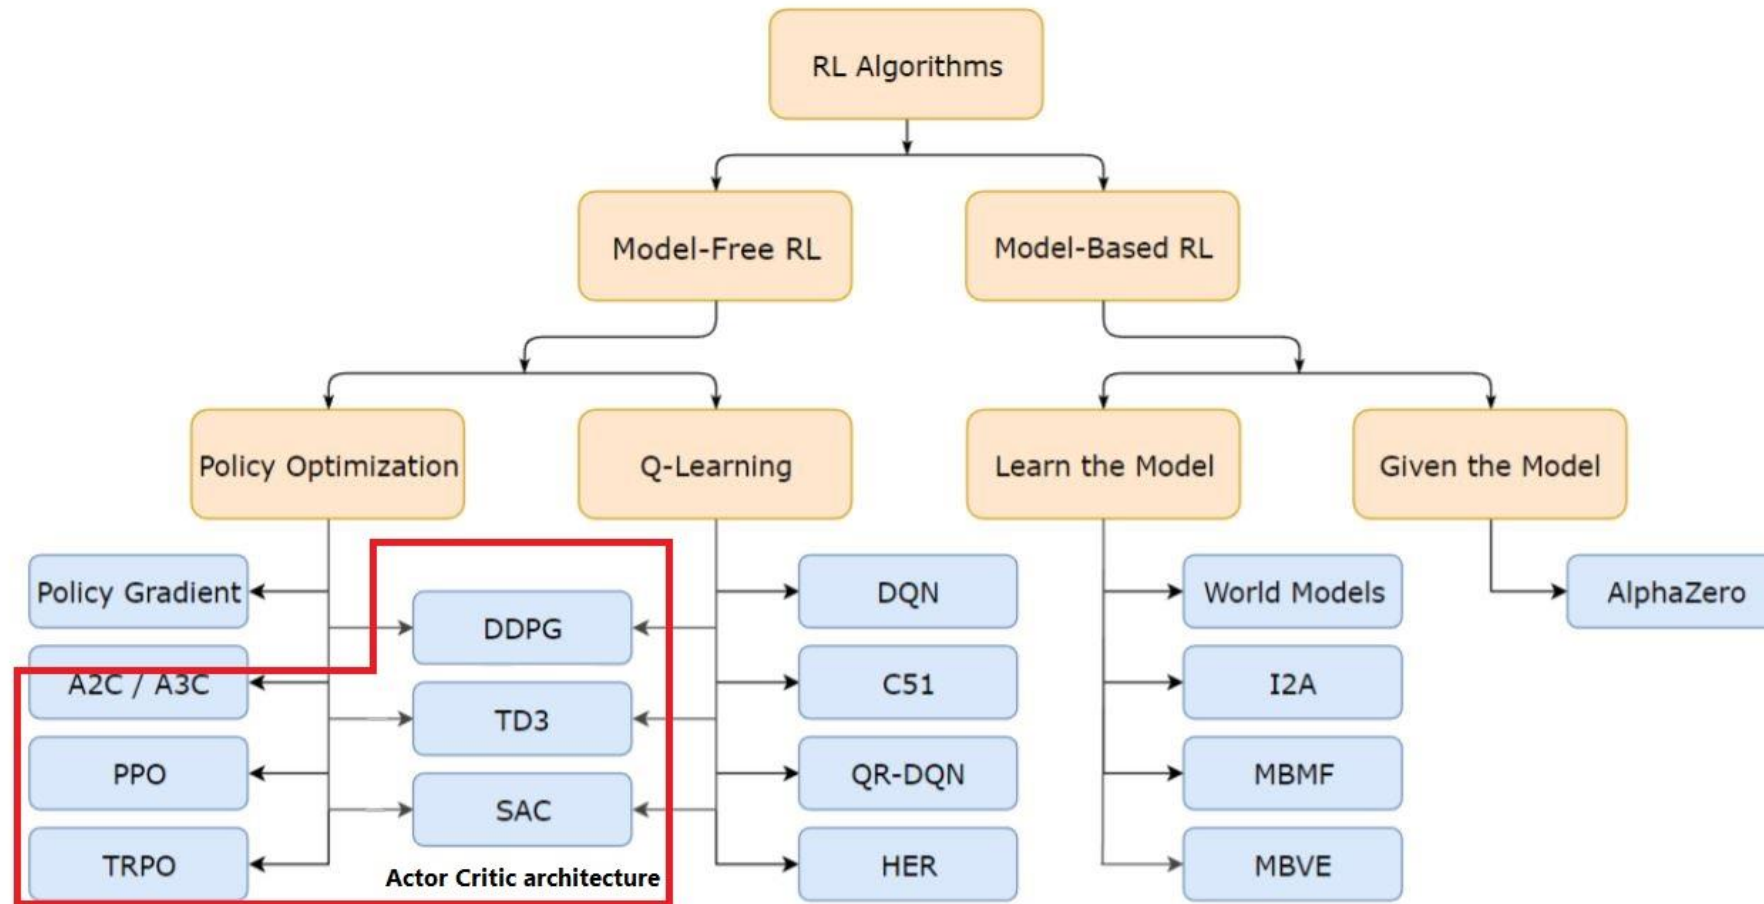 RL Algorithms
Model-Free RL
Model-Based RL
Policy Optimization
Q-Learning
Learn the Model
Given the Model
Policy Gradient
DDPG
DQN
World Models
AlphaZero
A2C / A3C
TD3
C51
I2A
PPO
SAC
QR-DQN
MBMF
TRPO
Actor Critic architecture
HER
MBVE